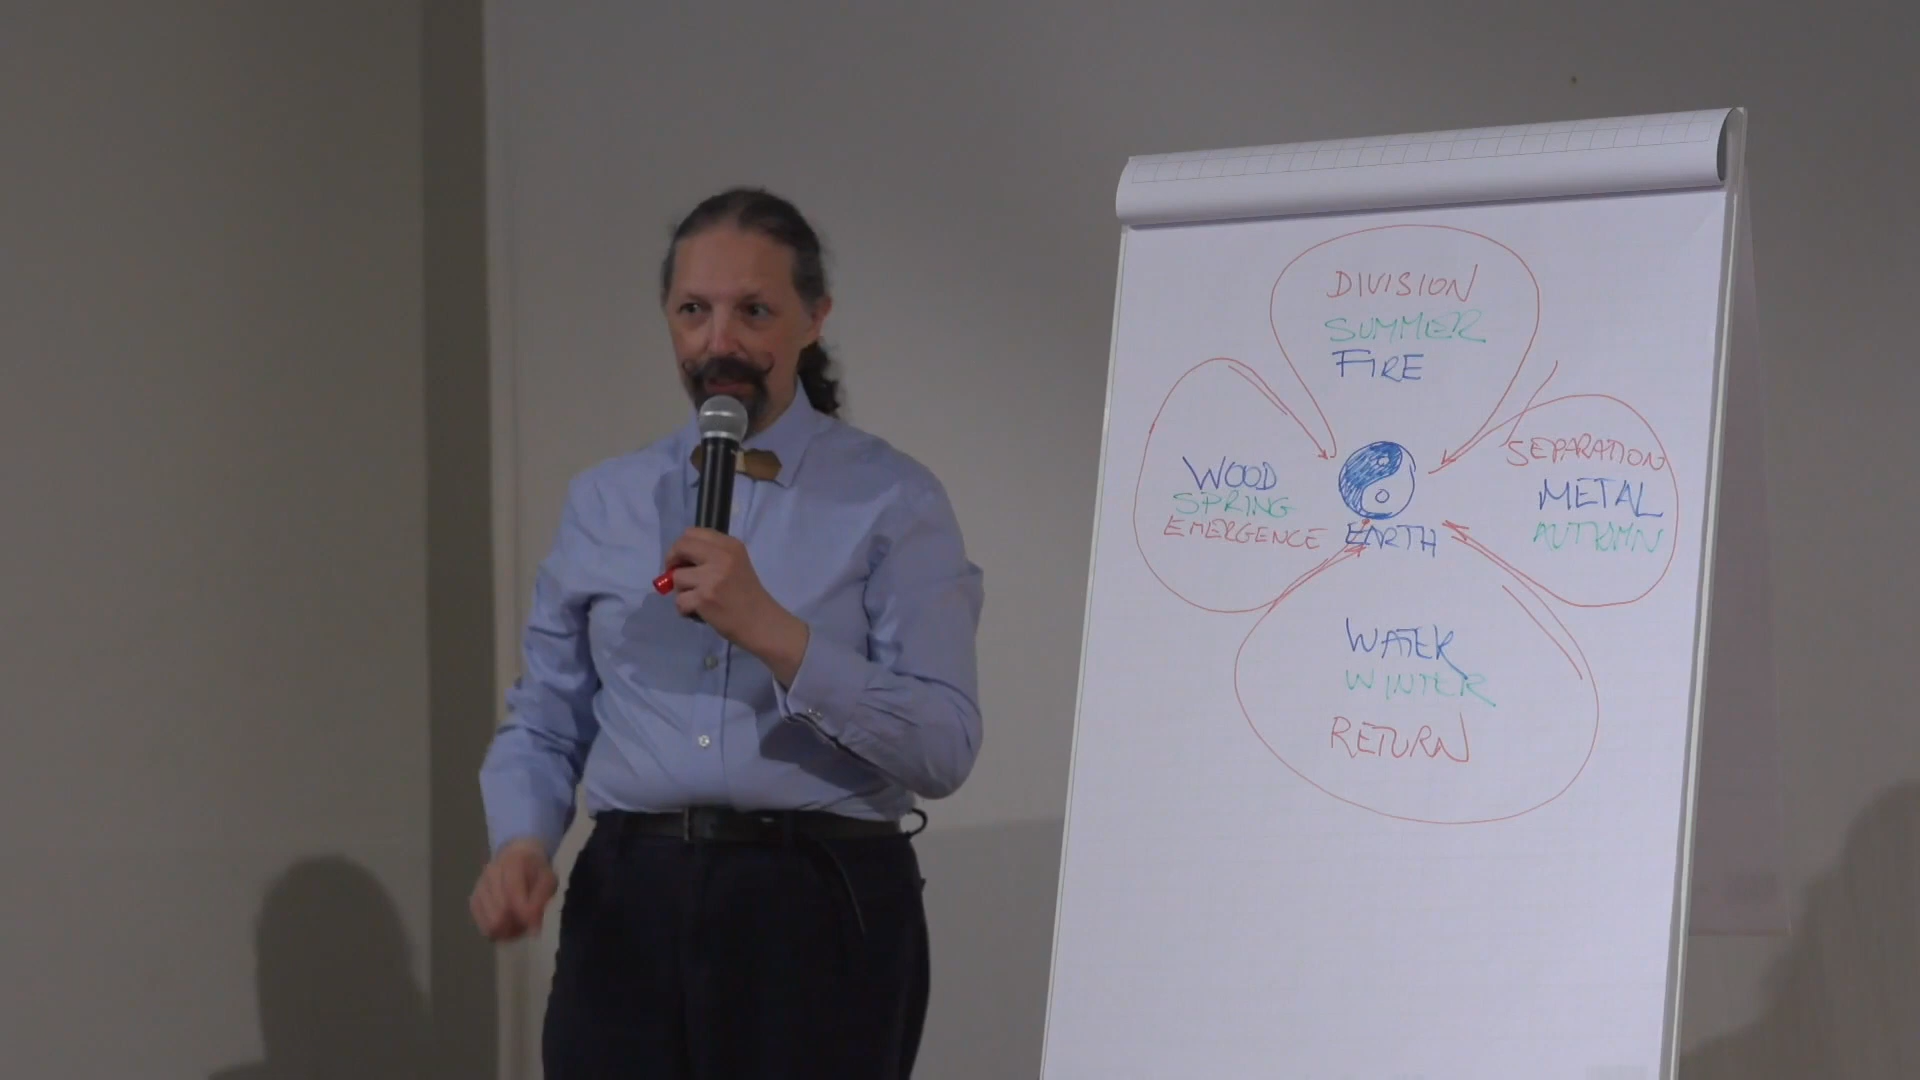 DIVISION
SUMMER
FIRE
WOOD
SPRING
EMERGENCE
EARTH
SEPARATION
METAL
AUTUMN
WATER
WINTER
RETURN